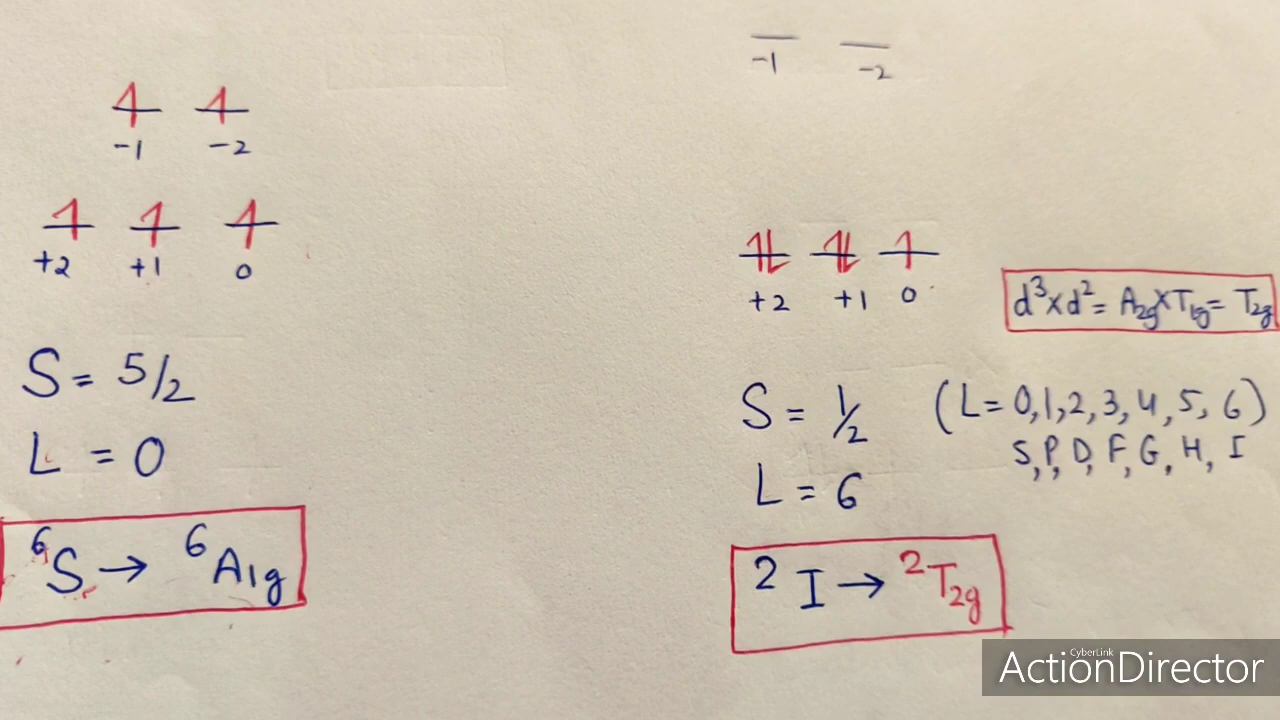 -1 -2
+2 +1 0
S = 5/2
L = 0
⁶S → ⁶A₁g
-1 -2
+2 +1 0
d³×d² = A₂g×T₁g = T₂g
S = 1/2
(L = 0, 1, 2, 3, 4, 5, 6)
S, P, D, F, G, H, I
L = 6
² I → ²T₂g
CyberLink
ActionDirector